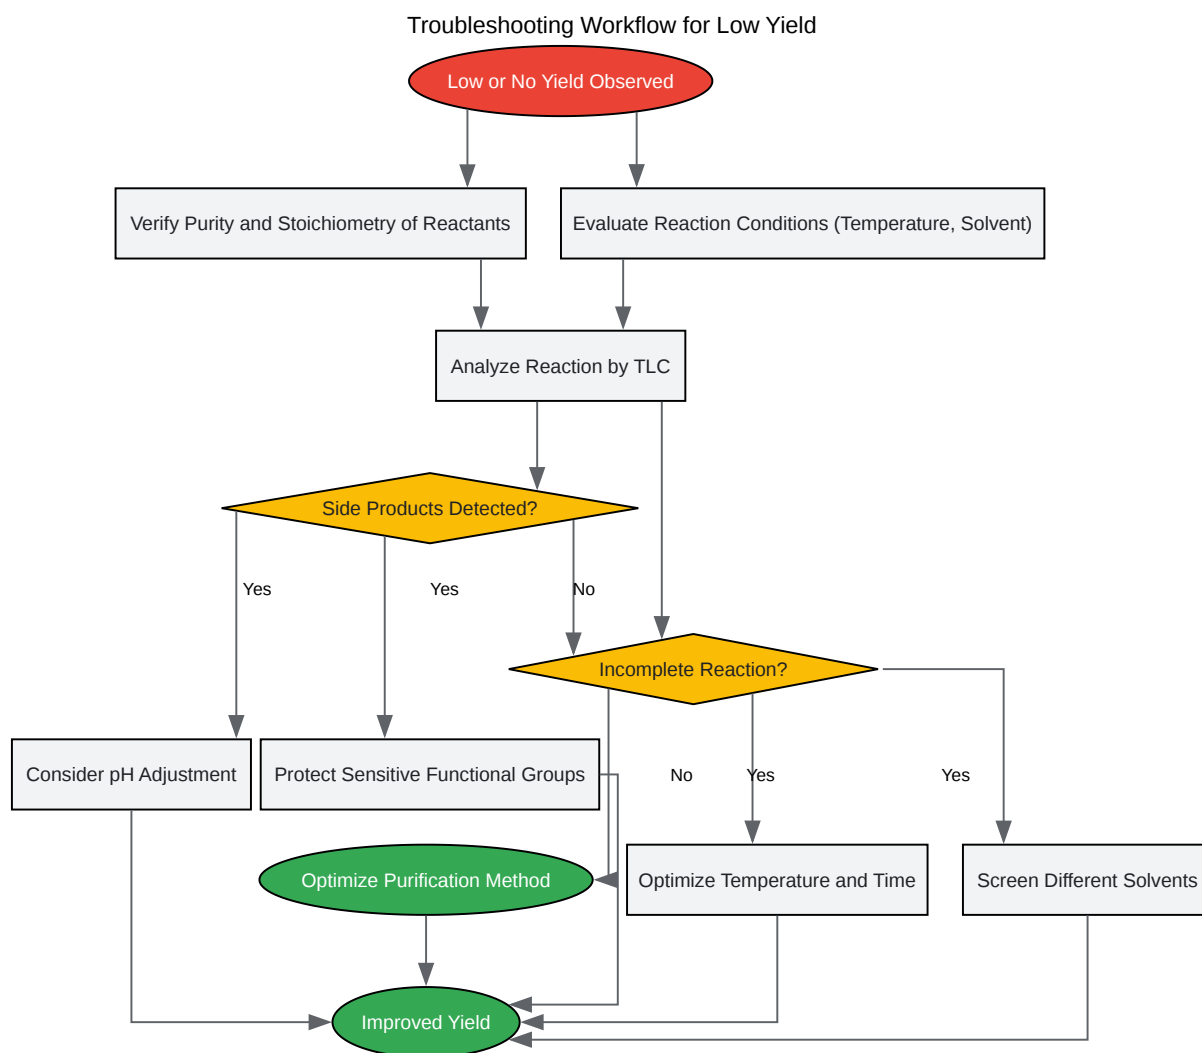 Troubleshooting Workflow for Low Yield
Low or No Yield Observed
Verify Purity and Stoichiometry of Reactants
Evaluate Reaction Conditions (Temperature, Solvent)
Analyze Reaction by TLC
Side Products Detected?
Yes
Yes
No
Incomplete Reaction?
Consider pH Adjustment
Protect Sensitive Functional Groups
No
Yes
Yes
Optimize Purification Method
Optimize Temperature and Time
Screen Different Solvents
Improved Yield